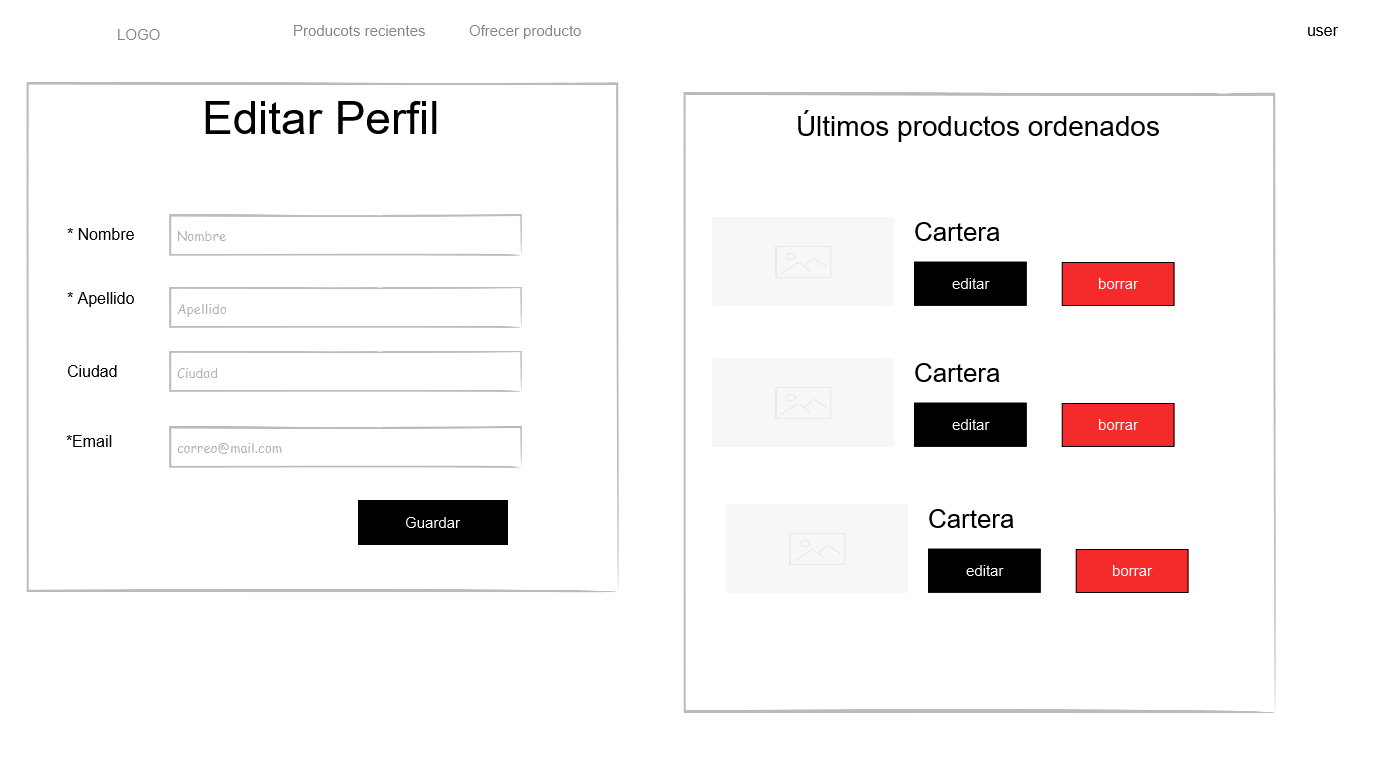 LOGO
Producots recientes
Ofrecer producto
user
Editar Perfil
* Nombre
Nombre
* Apellido
Apellido
Ciudad
Ciudad
*Email
correo@mail.com
Guardar
Últimos productos ordenados
Cartera
editar
borrar
Cartera
editar
borrar
Cartera
editar
borrar